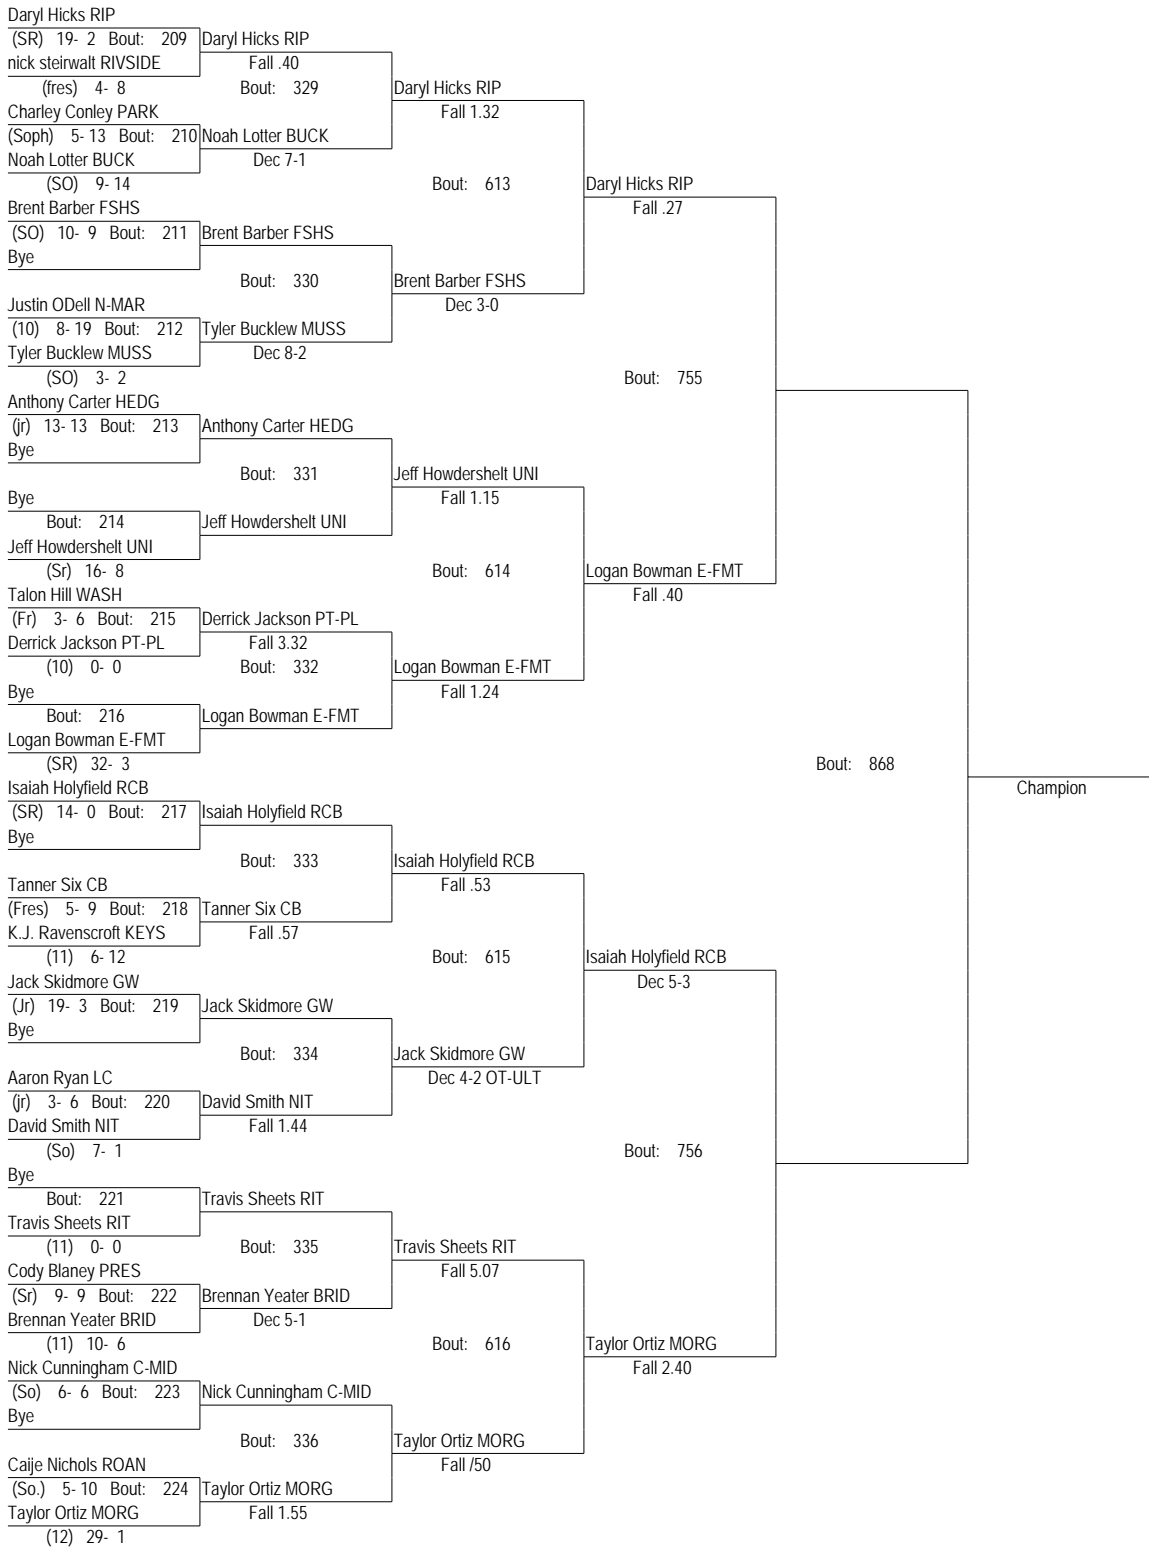 Daryl Hicks RIP
(SR) 19- 2 Bout: 209 Daryl Hicks RIP
nick steirwalt RIVSIDE Fall .40
(fres) 4- 8 Bout: 329 Daryl Hicks RIP
Charley Conley PARK Fall 1.32
(Soph) 5- 13 Bout: 210 Noah Lotter BUCK
Noah Lotter BUCK Dec 7-1
(SO) 9- 14 Bout: 613 Daryl Hicks RIP
Brent Barber FSHS Fall .27
(SO) 10- 9 Bout: 211 Brent Barber FSHS
Bye
Bout: 330 Brent Barber FSHS
Justin ODell N-MAR Dec 3-0
(10) 8- 19 Bout: 212 Tyler Bucklew MUSS
Tyler Bucklew MUSS Dec 8-2
(SO) 3- 2 Bout: 755
Anthony Carter HEDG
(jr) 13- 13 Bout: 213 Anthony Carter HEDG
Bye
Bout: 331 Jeff Howdershelt UNI
Bye Fall 1.15
Bout: 214 Jeff Howdershelt UNI
Jeff Howdershelt UNI
(Sr) 16- 8 Bout: 614 Logan Bowman E-FMT
Talon Hill WASH Fall .40
(Fr) 3- 6 Bout: 215 Derrick Jackson PT-PL
Derrick Jackson PT-PL Fall 3.32
(10) 0- 0 Bout: 332 Logan Bowman E-FMT
Bye Fall 1.24
Bout: 216 Logan Bowman E-FMT
Logan Bowman E-FMT
(SR) 32- 3 Bout: 868
Isaiah Holyfield RCB Champion
(SR) 14- 0 Bout: 217 Isaiah Holyfield RCB
Bye
Bout: 333 Isaiah Holyfield RCB
Tanner Six CB Fall .53
(Fres) 5- 9 Bout: 218 Tanner Six CB
K.J. Ravenscroft KEYS Fall .57
(11) 6- 12 Bout: 615 Isaiah Holyfield RCB
Jack Skidmore GW Dec 5-3
(Jr) 19- 3 Bout: 219 Jack Skidmore GW
Bye
Bout: 334 Jack Skidmore GW
Aaron Ryan LC Dec 4-2 OT-ULT
(jr) 3- 6 Bout: 220 David Smith NIT
David Smith NIT Fall 1.44
(So) 7- 1 Bout: 756
Bye
Bout: 221 Travis Sheets RIT
Travis Sheets RIT
(11) 0- 0 Bout: 335 Travis Sheets RIT
Cody Blaney PRES Fall 5.07
(Sr) 9- 9 Bout: 222 Brennan Yeater BRID
Brennan Yeater BRID Dec 5-1
(11) 10- 6 Bout: 616 Taylor Ortiz MORG
Nick Cunningham C-MID Fall 2.40
(So) 6- 6 Bout: 223 Nick Cunningham C-MID
Bye
Bout: 336 Taylor Ortiz MORG
Caije Nichols ROAN Fall /50
(So.) 5- 10 Bout: 224 Taylor Ortiz MORG
Taylor Ortiz MORG Fall 1.55
(12) 29- 1